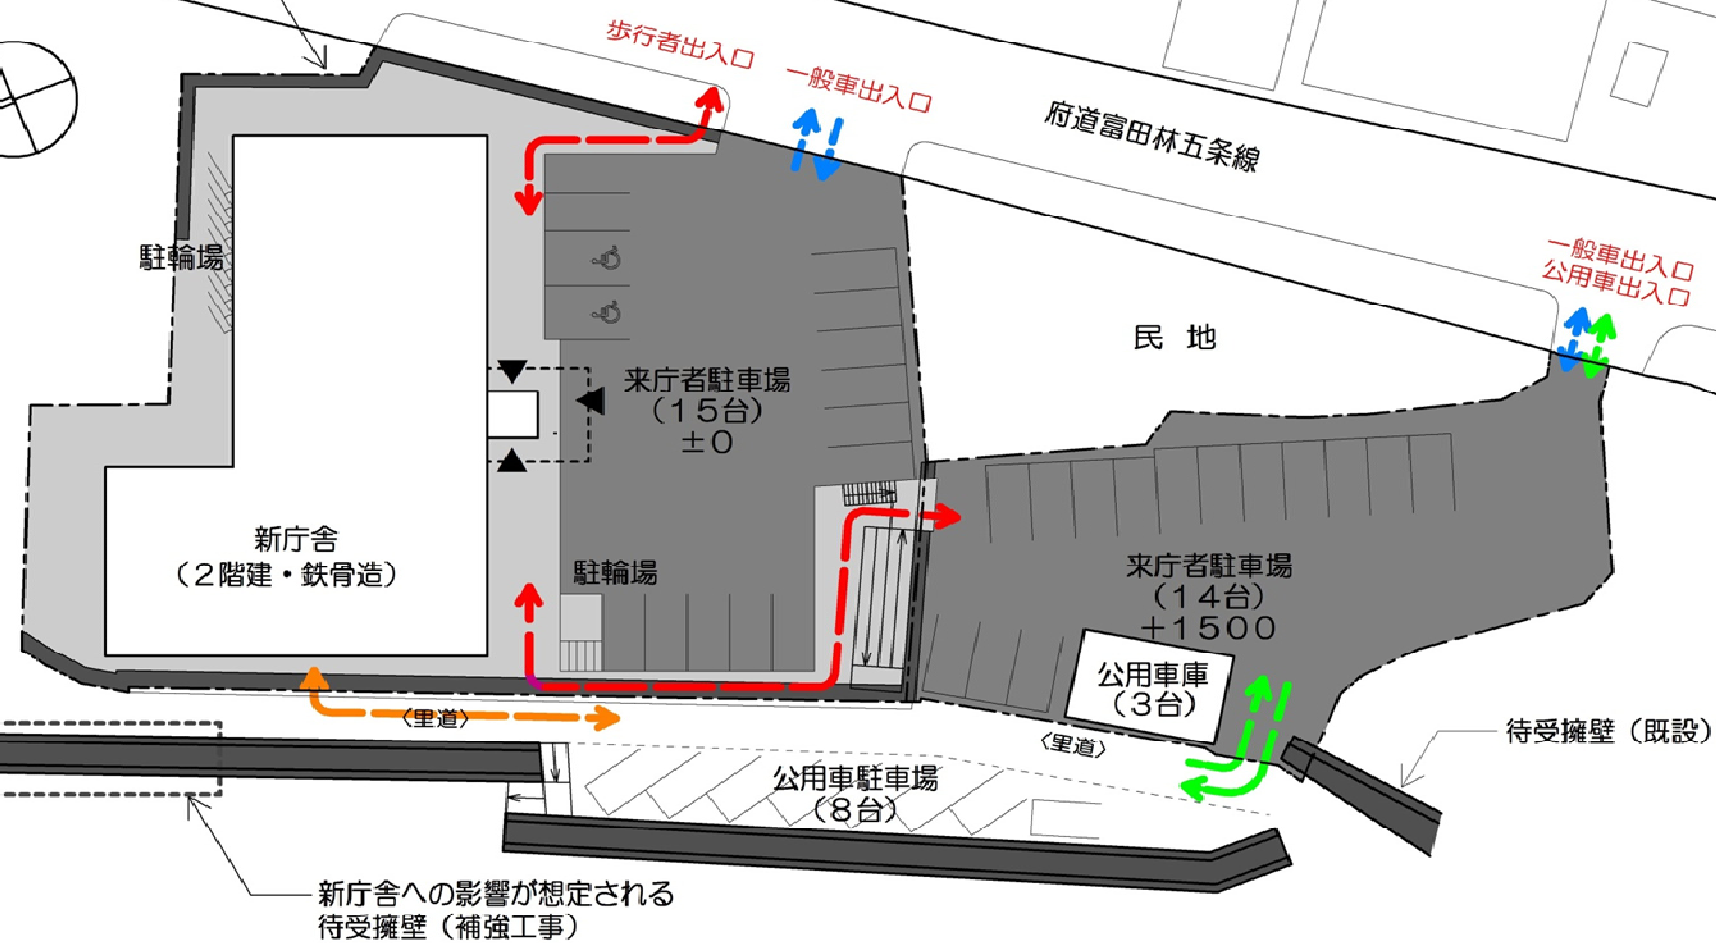 歩行者出入口
一般車出入口
府道富田林五条線
一般車出入口
公用車出入口
駐輪場
民 地
来庁者駐車場
（１５台）
±０
新庁舎
（２階建・鉄骨造）
駐輪場
来庁者駐車場
（１４台）
＋１５００
公用車庫
（３台）
〈里道〉
〈里道〉
待受擁壁（既設）
公用車駐車場
（８台）
新庁舎への影響が想定される
待受擁壁（補強工事）